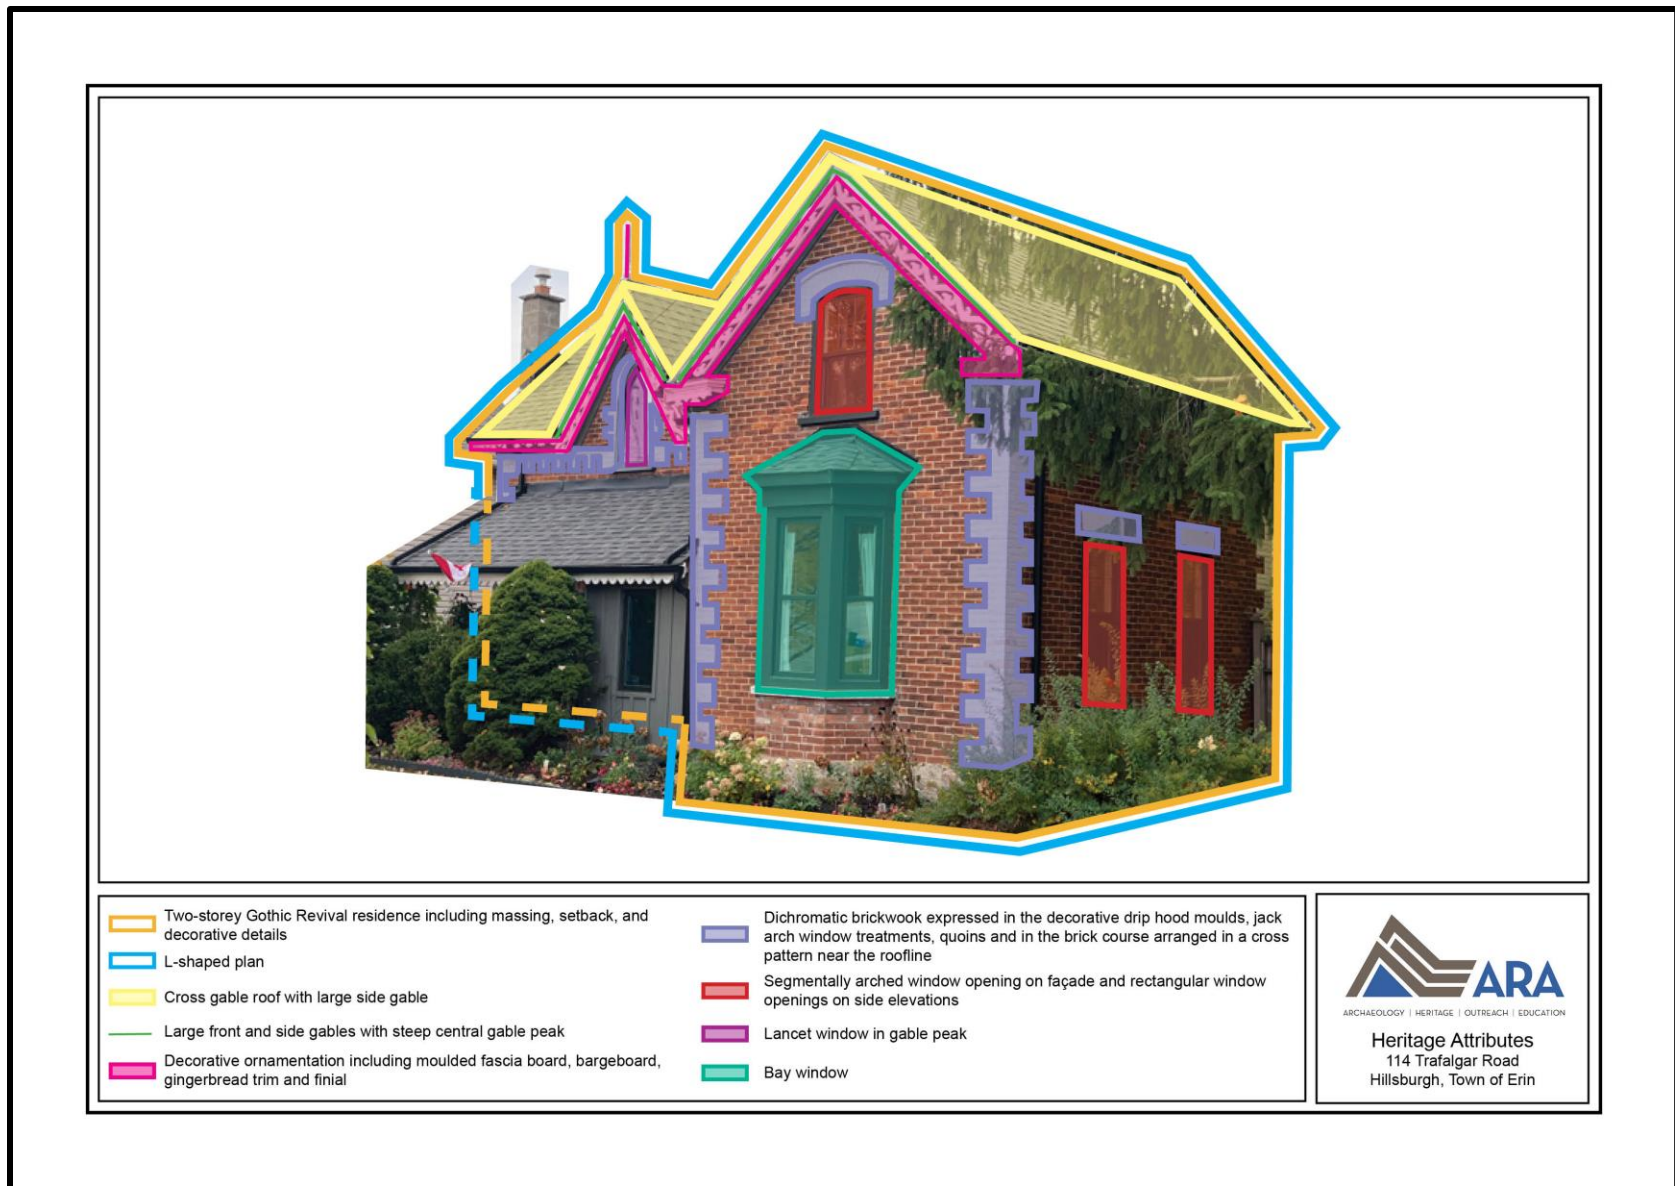 Two-storey Gothic Revival residence including massing, setback, and
decorative details
L-shaped plan
Cross gable roof with large side gable
Large front and side gables with steep central gable peak
Decorative ornamentation including moulded fascia board, bargeboard,
gingerbread trim and finial
Dichromatic brickwook expressed in the decorative drip hood moulds, jack
arch window treatments, quoins and in the brick course arranged in a cross
pattern near the roofline
Segmentally arched window opening on façade and rectangular window
openings on side elevations
Lancet window in gable peak
Bay window
ARA
ARCHAEOLOGY | HERITAGE | OUTREACH | EDUCATION
Heritage Attributes
114 Trafalgar Road
Hillsburgh, Town of Erin